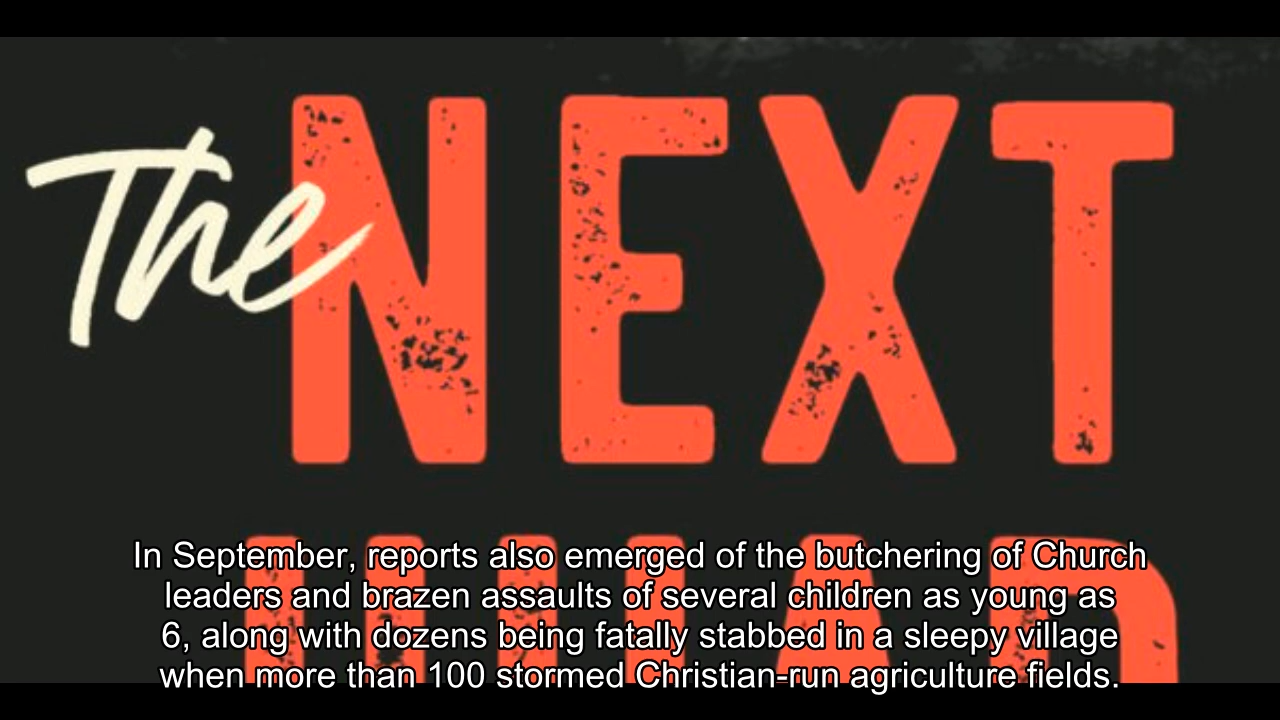 The
NEXT
In September, reports also emerged of the butchering of Church
leaders and brazen assaults of several children as young as
6, along with dozens being fatally stabbed in a sleepy village
when more than 100 stormed Christian-run agriculture fields.